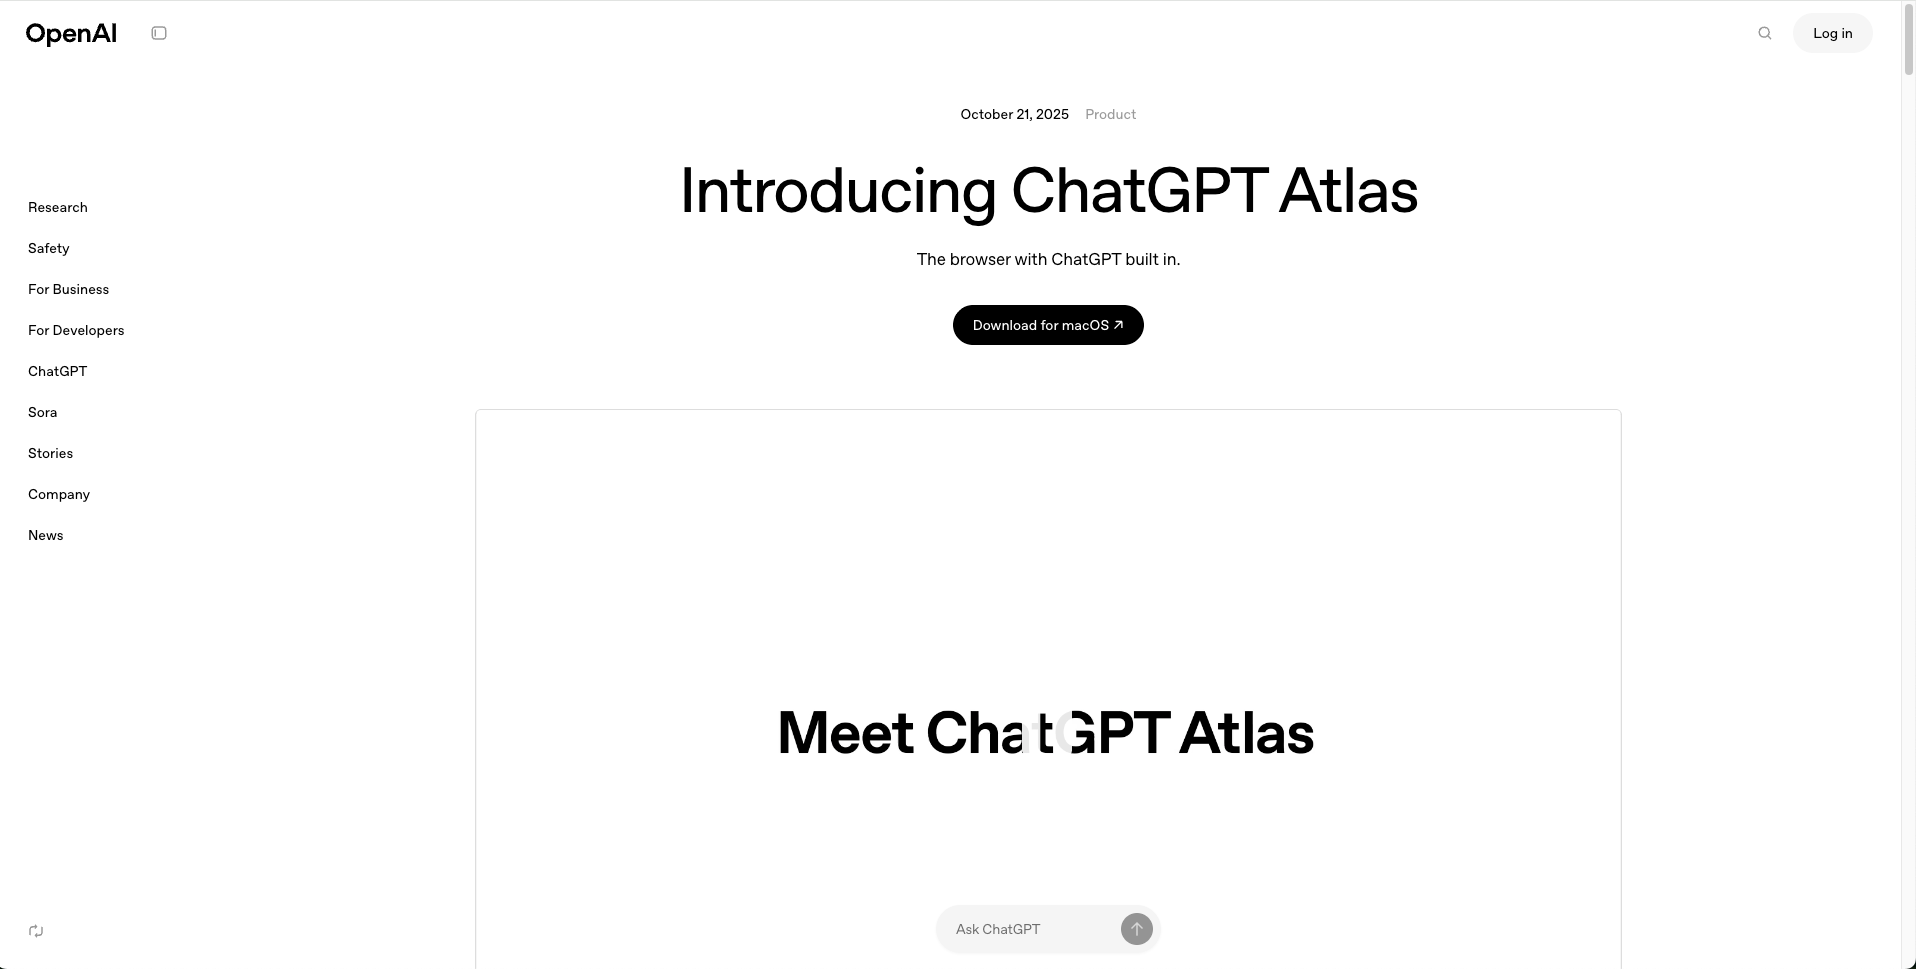 OpenAI
Log in
October 21, 2025 Product
Introducing ChatGPT Atlas
The browser with ChatGPT built in.
Download for macOS ↗
Research
Safety
For Business
For Developers
ChatGPT
Sora
Stories
Company
News
Meet ChatGPT Atlas
Ask ChatGPT